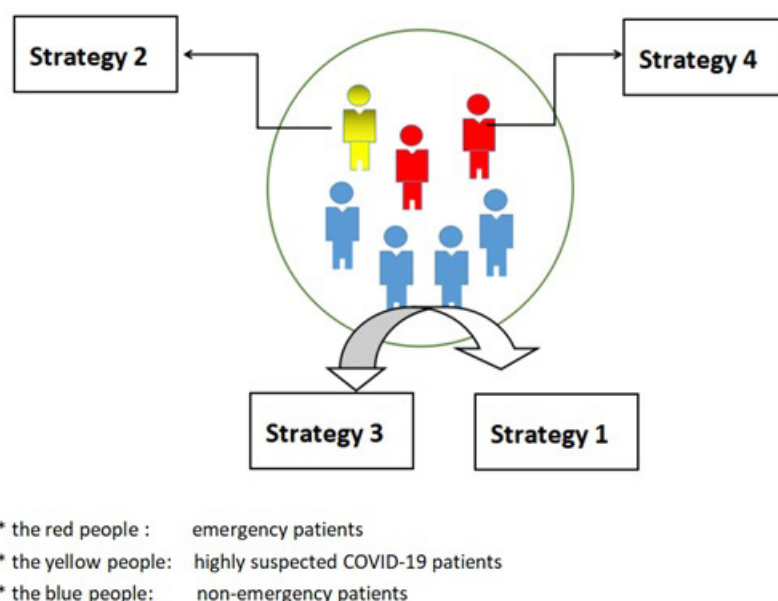 Strategy 2
Strategy 4
Strategy 3
Strategy 1
* the red people : emergency patients
* the yellow people: highly suspected COVID-19 patients
* the blue people: non-emergency patients